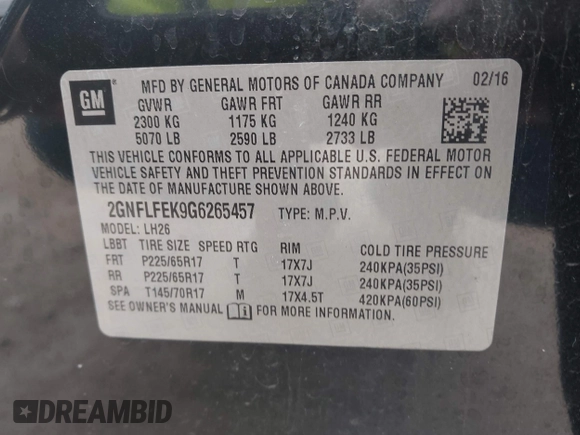 GM
MFD BY GENERAL MOTORS OF CANADA COMPANY 02/16
GVWR GAWR FRT GAWR RR
2300 KG 1175 KG 1240 KG
5070 LB 2590 LB 2733 LB
THIS VEHICLE CONFORMS TO ALL APPLICABLE U.S. FEDERAL MOTOR
VEHICLE SAFETY AND THEFT PREVENTION STANDARDS IN EFFECT ON
THE DATE OF MANUFACTURE SHOWN ABOVE.
2GNFLFEK9G6265457 TYPE: M.P.V.
MODEL: LH26
LBBT TIRE SIZE SPEED RTG RIM COLD TIRE PRESSURE
FRT P225/65R17 T 17X7J 240KPA(35PSI)
RR P225/65R17 T 17X7J 240KPA(35PSI)
SPA T145/70R17 M 17X4.5T 420KPA(60PSI)
SEE OWNER'S MANUAL FOR MORE INFORMATION.
DREAMBID